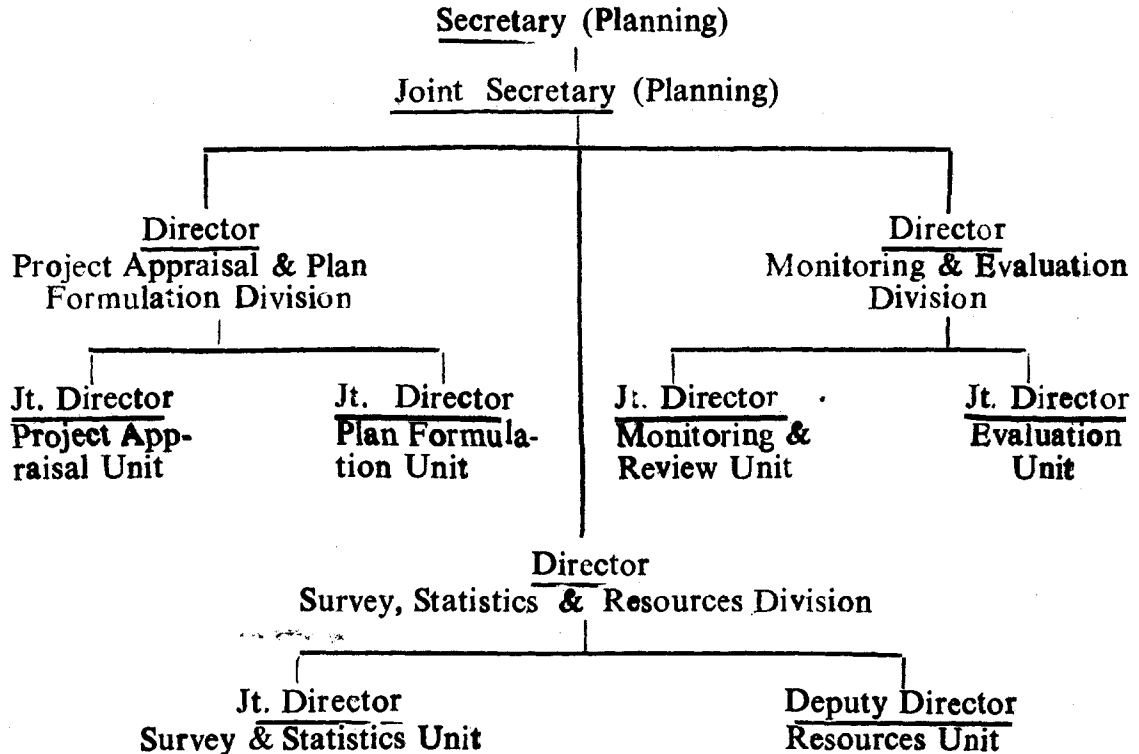 Secretary (Planning)
Joint Secretary (Planning)
Director
Project Appraisal & Plan
Formulation Division
Director
Monitoring & Evaluation
Division
Jt. Director
Project App-
raisal Unit
Jt. Director
Plan Formula-
tion Unit
Jt. Director
Monitoring &
Review Unit
Jt. Director
Evaluation
Unit
Director
Survey, Statistics & Resources Division
Jt. Director
Survey & Statistics Unit
Deputy Director
Resources Unit